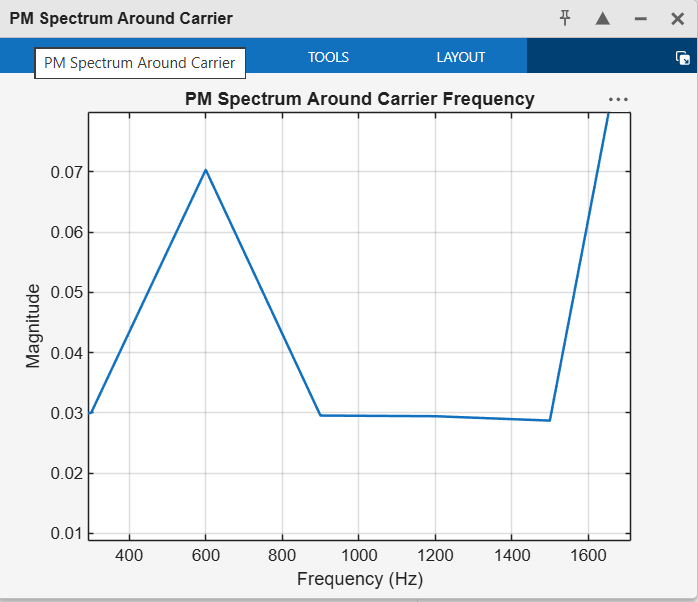 PM Spectrum Around Carrier
PM Spectrum Around Carrier
TOOLS
LAYOUT
PM Spectrum Around Carrier Frequency
Magnitude
0.07
0.06
0.05
0.04
0.03
0.02
0.01
400 600 800 1000 1200 1400 1600
Frequency (Hz)